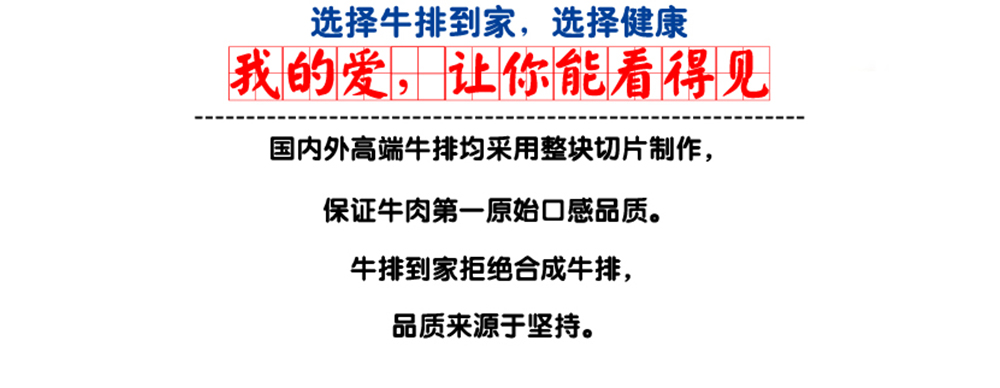 选择牛排到家，选择健康
我的爱，让你能看得见
国内外高端牛排均采用整块切片制作，
保证牛肉第一原始口感品质。
牛排到家拒绝合成牛排，
品质来源于坚持。